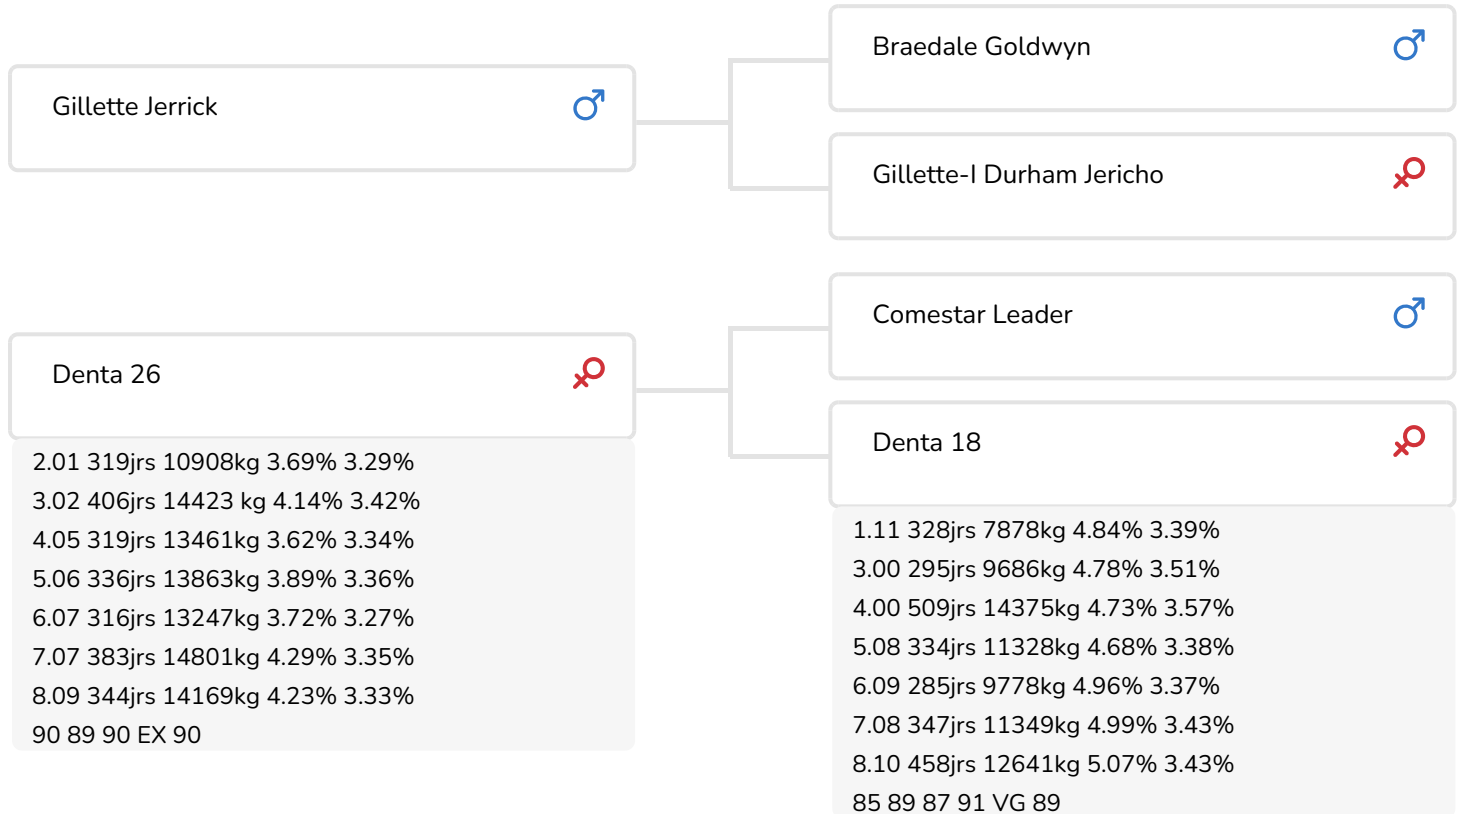 Gillette Jerrick
Braedale Goldwyn
Gillette-I Durham Jericho
Denta 26
2.01 319jrs 10908kg 3.69% 3.29%
3.02 406jrs 14423 kg 4.14% 3.42%
4.05 319jrs 13461kg 3.62% 3.34%
5.06 336jrs 13863kg 3.89% 3.36%
6.07 316jrs 13247kg 3.72% 3.27%
7.07 383jrs 14801kg 4.29% 3.35%
8.09 344jrs 14169kg 4.23% 3.33%
90 89 90 EX 90
Comestar Leader
Denta 18
1.11 328jrs 7878kg 4.84% 3.39%
3.00 295jrs 9686kg 4.78% 3.51%
4.00 509jrs 14375kg 4.73% 3.57%
5.08 334jrs 11328kg 4.68% 3.38%
6.09 285jrs 9778kg 4.96% 3.37%
7.08 347jrs 11349kg 4.99% 3.43%
8.10 458jrs 12641kg 5.07% 3.43%
85 89 87 91 VG 89